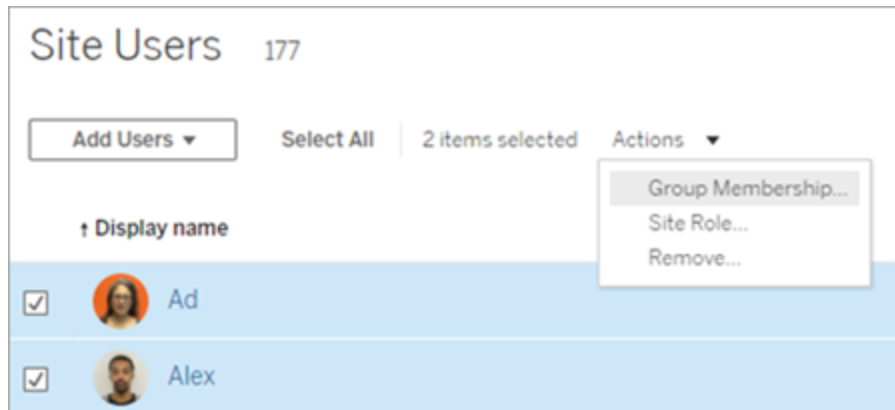 Site Users 177
Add Users ▾ Select All 2 items selected Actions ▾
Group Membership...
Site Role...
Remove...
↑ Display name
Ad
Alex